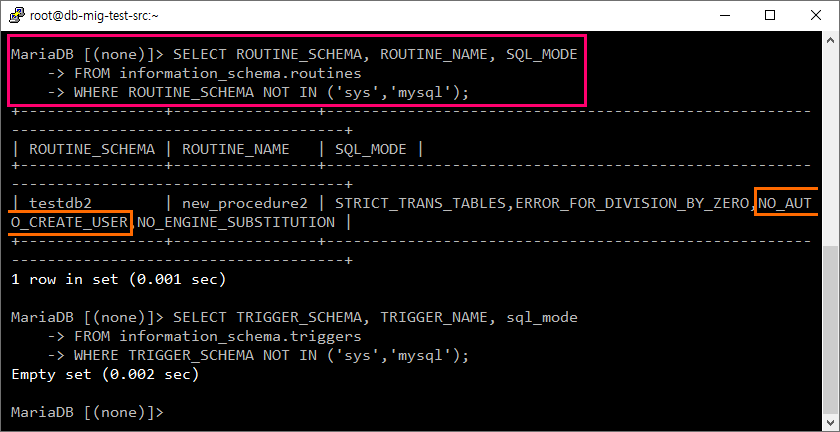 root@db-mig-test-src:~
MariaDB [(none)]> SELECT ROUTINE_SCHEMA, ROUTINE_NAME, SQL_MODE
    -> FROM information_schema.routines
    -> WHERE ROUTINE_SCHEMA NOT IN ('sys','mysql');
+----------------+----------------+-----------------------------------------------------
-------------------------------------+
| ROUTINE_SCHEMA | ROUTINE_NAME   | SQL_MODE |
+----------------+----------------+-----------------------------------------------------
-------------------------------------+
| testdb2        | new_procedure2 | STRICT_TRANS_TABLES,ERROR_FOR_DIVISION_BY_ZERO,NO_AUT
O_CREATE_USER,NO_ENGINE_SUBSTITUTION |
+----------------+----------------+-----------------------------------------------------
-------------------------------------+
1 row in set (0.001 sec)
MariaDB [(none)]> SELECT TRIGGER_SCHEMA, TRIGGER_NAME, sql_mode
    -> FROM information_schema.triggers
    -> WHERE TRIGGER_SCHEMA NOT IN ('sys','mysql');
Empty set (0.002 sec)
MariaDB [(none)]>